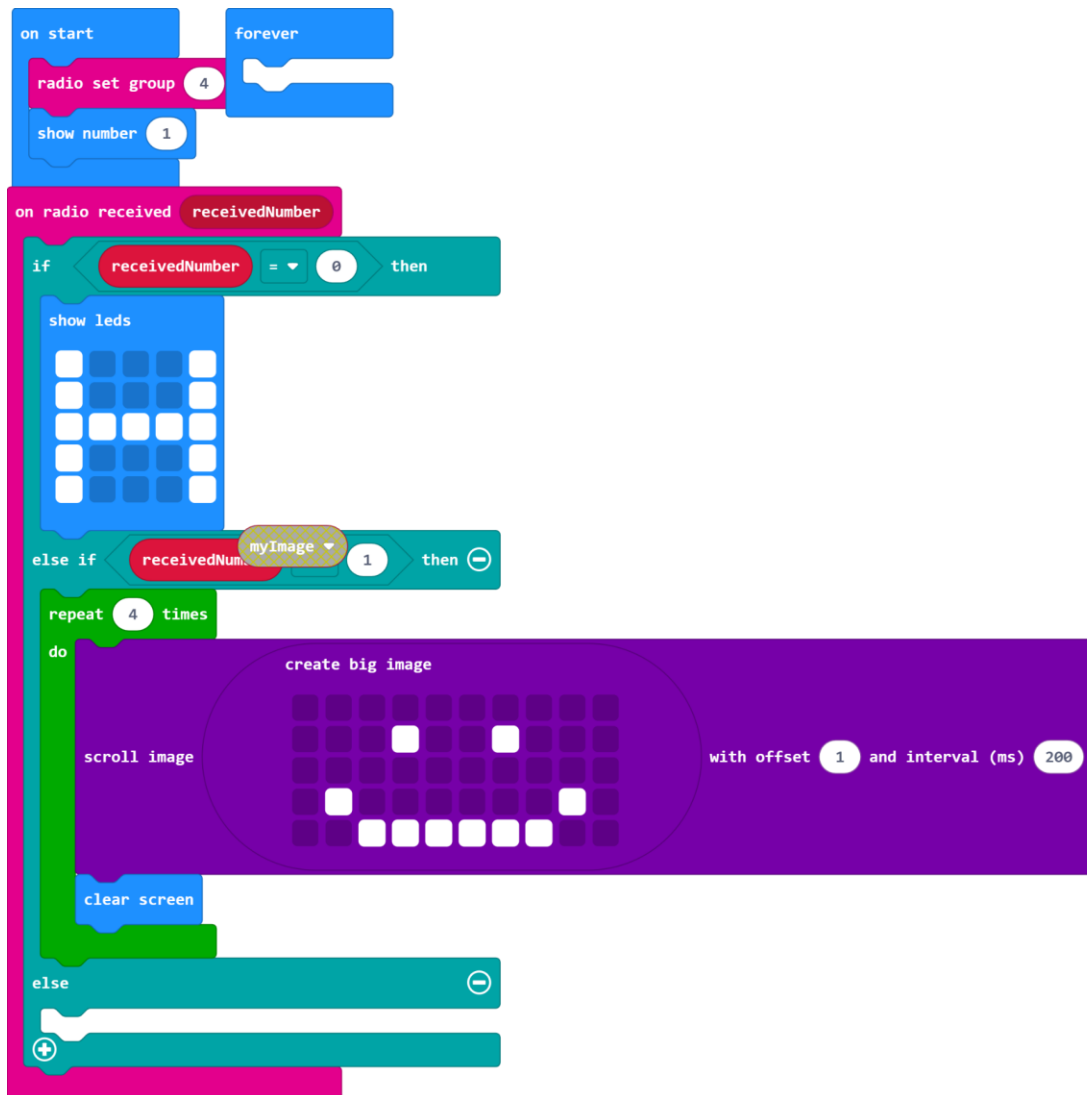 on start
forever
radio set group 4
show number 1
on radio received receivedNumber
if receivedNumber = 0 then
show leds
else if myImage 1 then
repeat 4 times
do
create big image
scroll image with offset 1 and interval (ms) 200
clear screen
else